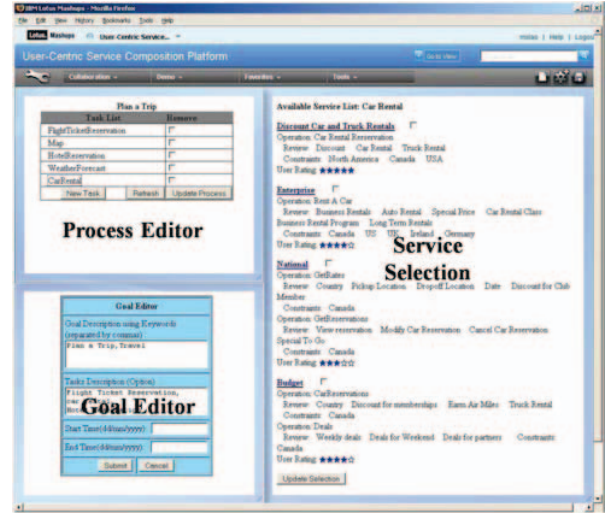 IBM Lotus Mashups - Mozilla Firefox
File Edit View History Bookmarks Tools Help
Lotus. Mashups User-Centric Service...
Help | Logout
User-Centric Service Composition Platform
Go to View
Collaboration Demo Favorites Tools
Plan a Trip
Task List Remove
FlightTicketReservation
Map
HotelReservation
WeatherForecast
CarRental
New Task Refresh Update Process
Process Editor
Goal Editor
Goal Description using Keywords
(separated by commas)
Plan a Trip,Travel
Tasks Description (Option)
Flight Ticket Reservation,
Goal Editor
Start Time(dd/mm/yyyy)
End Time(dd/mm/yyyy)
Submit Cancel
Available Service List: Car Rental
Discount Car and Truck Rentals
Operation: Car Rental Reservation
Review: Discount Car Rental Truck Rental
Constraints: North America Canada USA
User Rating: ★★★★★
Enterprise
Operation: Rent A Car
Review: Business Rentals Auto Rental Special Price Car Rental Class
Business Rental Program Long Term Rentals
Constraints: Canada US UK Ireland Germany
User Rating: ★★★★☆
Service
Selection
National
Operation: GetRates
Review: Country Pickup Location Dropoff Location Date Discount for Club
Member
Constraints: Canada
Operation: GetReservations
Review: View reservation Modify Car Reservation Cancel Car Reservation
Special To Go
Constraints: Canada
User Rating: ★★★☆☆
Budget
Operation: CarReservations
Review: Country Discount for memberships Earn Air Miles Truck Rental
Constraints: Canada
Operation: Deals
Review: Weekly deals Deals for Weekend Deals for partners Constraints:
Canada
User Rating: ★★★★☆
Update Selection